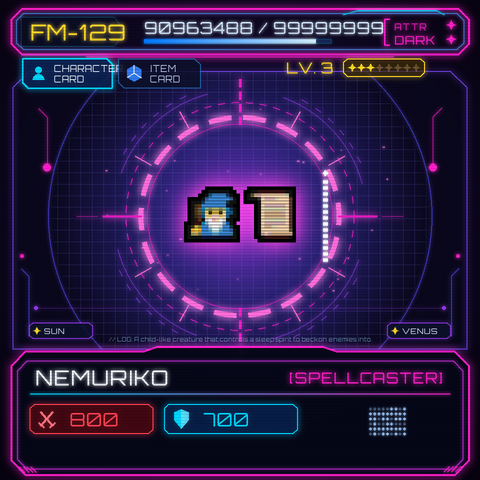 FM-129
90963488 / 99999999
ATTR
DARK
CHARACTER
CARD
ITEM
CARD
LV. 3
SUN
VENUS
// LOG: A child-like creature that controls a sleep spirit to beckon enemies into
NEMURIKO
[SPELLCASTER]
800
700